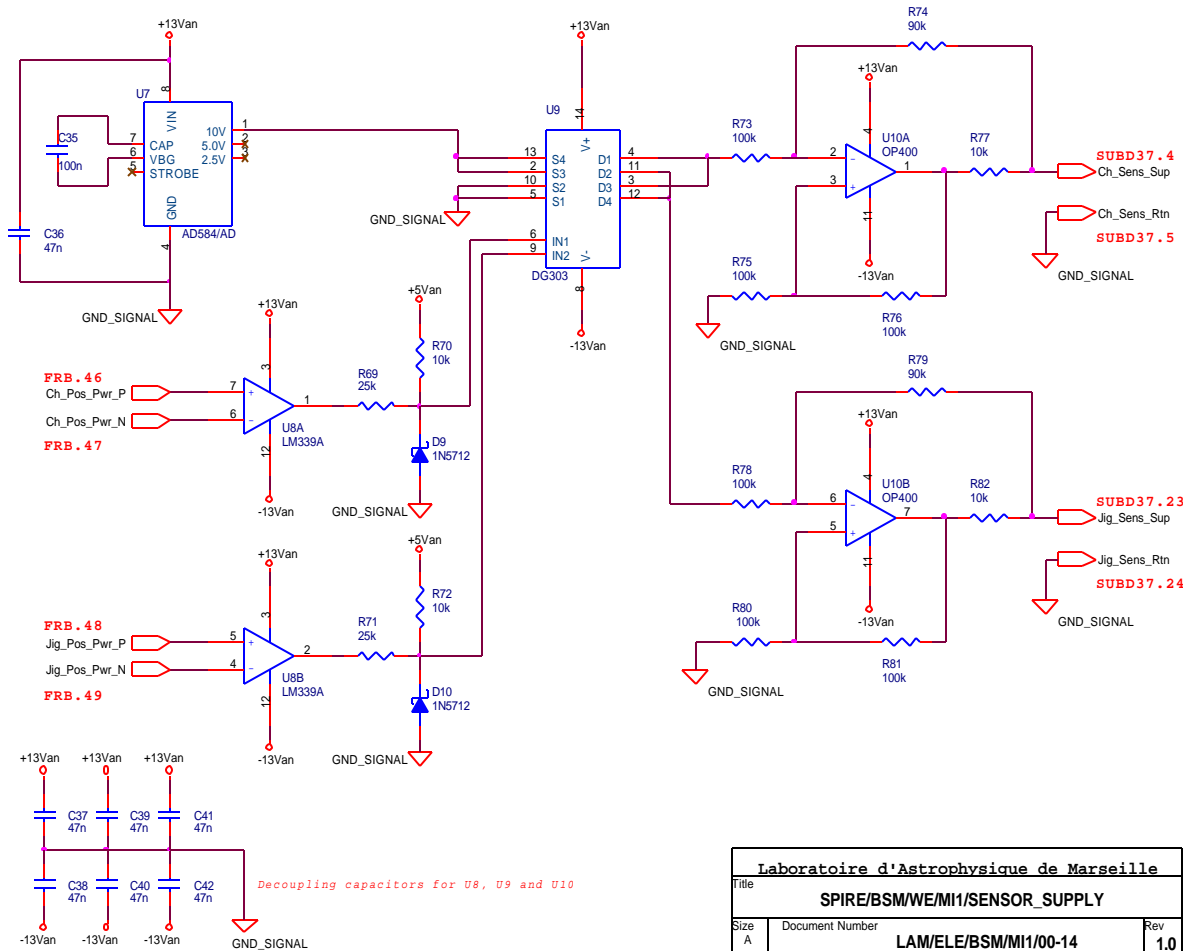 +13Van
U7
8
VIN
CAP
VBG
STROBE
10V
5.0V
2.5V
GND
7
6
5
1
2
3
4
AD584/AD
C35
100n
C36
47n
GND_SIGNAL
+13Van
U9
14
V+
S4
S3
S2
S1
IN1
IN2
D1
D2
D3
D4
V-
13
2
10
5
6
9
4
11
3
12
8
DG303
-13Van
GND_SIGNAL
R74
90k
+13Van
R73
100k
U10A
OP400
2
3
4
1
11
-
+
R77
10k
SUBD37.4
Ch_Sens_Sup
Ch_Sens_Rtn
SUBD37.5
GND_SIGNAL
-13Van
R75
100k
R76
100k
GND_SIGNAL
FRB.46
Ch_Pos_Pwr_P
Ch_Pos_Pwr_N
FRB.47
+13Van
7
6
3
1
12
+
-
U8A
LM339A
-13Van
R69
25k
+5Van
R70
10k
D9
1N5712
GND_SIGNAL
R79
90k
+13Van
R78
100k
U10B
OP400
6
5
4
7
11
-
+
R82
10k
SUBD37.23
Jig_Sens_Sup
Jig_Sens_Rtn
SUBD37.24
GND_SIGNAL
-13Van
R80
100k
R81
100k
GND_SIGNAL
FRB.48
Jig_Pos_Pwr_P
Jig_Pos_Pwr_N
FRB.49
+13Van
5
4
3
2
12
+
-
U8B
LM339A
-13Van
R71
25k
+5Van
R72
10k
D10
1N5712
GND_SIGNAL
+13Van +13Van +13Van
C37
47n
C39
47n
C41
47n
C38
47n
C40
47n
C42
47n
-13Van -13Van -13Van
GND_SIGNAL
Decoupling capacitors for U8, U9 and U10
Laboratoire d'Astrophysique de Marseille
Title
SPIRE/BSM/WE/MI1/SENSOR_SUPPLY
Size
A
Document Number
LAM/ELE/BSM/MI1/00-14
Rev
1.0